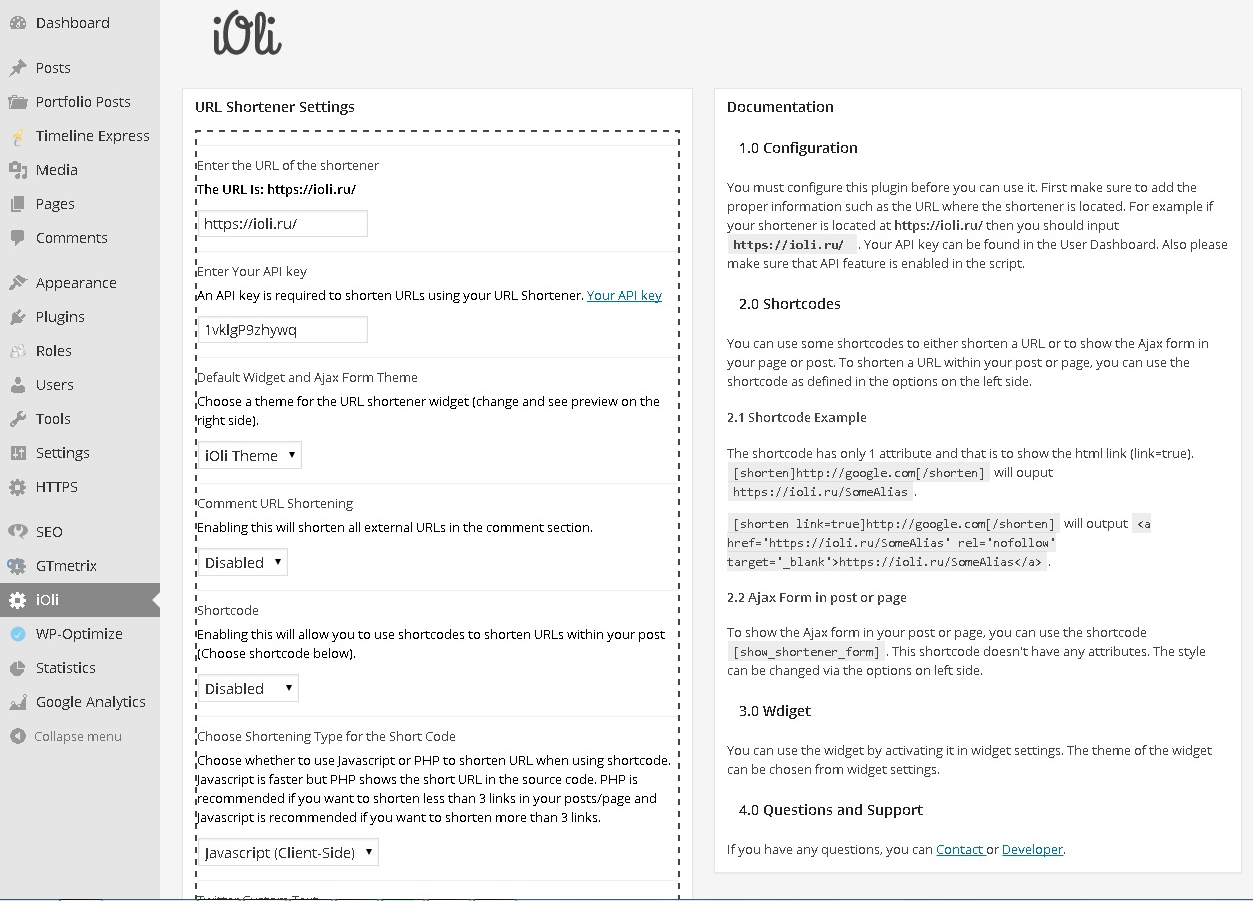 Dashboard
Posts
Portfolio Posts
Timeline Express
Media
Pages
Comments
Appearance
Plugins
Roles
Users
Tools
Settings
HTTPS
SEO
GTmetrix
iOli
WP-Optimize
Statistics
Google Analytics
Collapse menu
iOli
URL Shortener Settings
Enter the URL of the shortener
The URL Is: https://ioli.ru/
https://ioli.ru/
Enter Your API key
An API key is required to shorten URLs using your URL Shortener. Your API key
1vklgP9zhywq
Default Widget and Ajax Form Theme
Choose a theme for the URL shortener widget (change and see preview on the
right side).
iOli Theme
Comment URL Shortening
Enabling this will shorten all external URLs in the comment section.
Disabled
Shortcode
Enabling this will allow you to use shortcodes to shorten URLs within your post
(Choose shortcode below).
Disabled
Choose Shortening Type for the Short Code
Choose whether to use Javascript or PHP to shorten URL when using shortcode.
Javascript is faster but PHP shows the short URL in the source code. PHP is
recommended if you want to shorten less than 3 links in your posts/page and
Javascript is recommended if you want to shorten more than 3 links.
Javascript (Client-Side)
Twitter Custom Text
Documentation
1.0 Configuration
You must configure this plugin before you can use it. First make sure to add the
proper information such as the URL where the shortener is located. For example if
your shortener is located at https://ioli.ru/ then you should input
https://ioli.ru/ . Your API key can be found in the User Dashboard. Also please
make sure that API feature is enabled in the script.
2.0 Shortcodes
You can use some shortcodes to either shorten a URL or to show the Ajax form in
your page or post. To shorten a URL within your post or page, you can use the
shortcode as defined in the options on the left side.
2.1 Shortcode Example
The shortcode has only 1 attribute and that is to show the html link (link=true).
[shorten]http://google.com[/shorten] will ouput
https://ioli.ru/SomeAlias .
[shorten link=true]http://google.com[/shorten] will output <a
href='https://ioli.ru/SomeAlias' rel='nofollow'
target='_blank'>https://ioli.ru/SomeAlias</a> .
2.2 Ajax Form in post or page
To show the Ajax form in your post or page, you can use the shortcode
[show_shortener_form] . This shortcode doesn't have any attributes. The style
can be changed via the options on left side.
3.0 Wdiget
You can use the widget by activating it in widget settings. The theme of the widget
can be chosen from widget settings.
4.0 Questions and Support
If you have any questions, you can Contact or Developer.